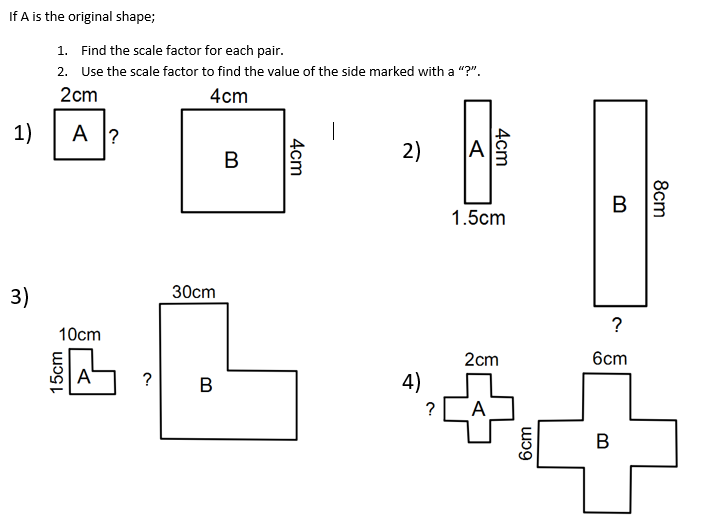 If A is the original shape;
1. Find the scale factor for each pair.
2. Use the scale factor to find the value of the side marked with a “?”.
2cm
4cm
1)
A
?
B
4cm
2)
A
4cm
1.5cm
B
8cm
?
3)
10cm
15cm
A
30cm
?
B
4)
2cm
?
A
6cm
6cm
B